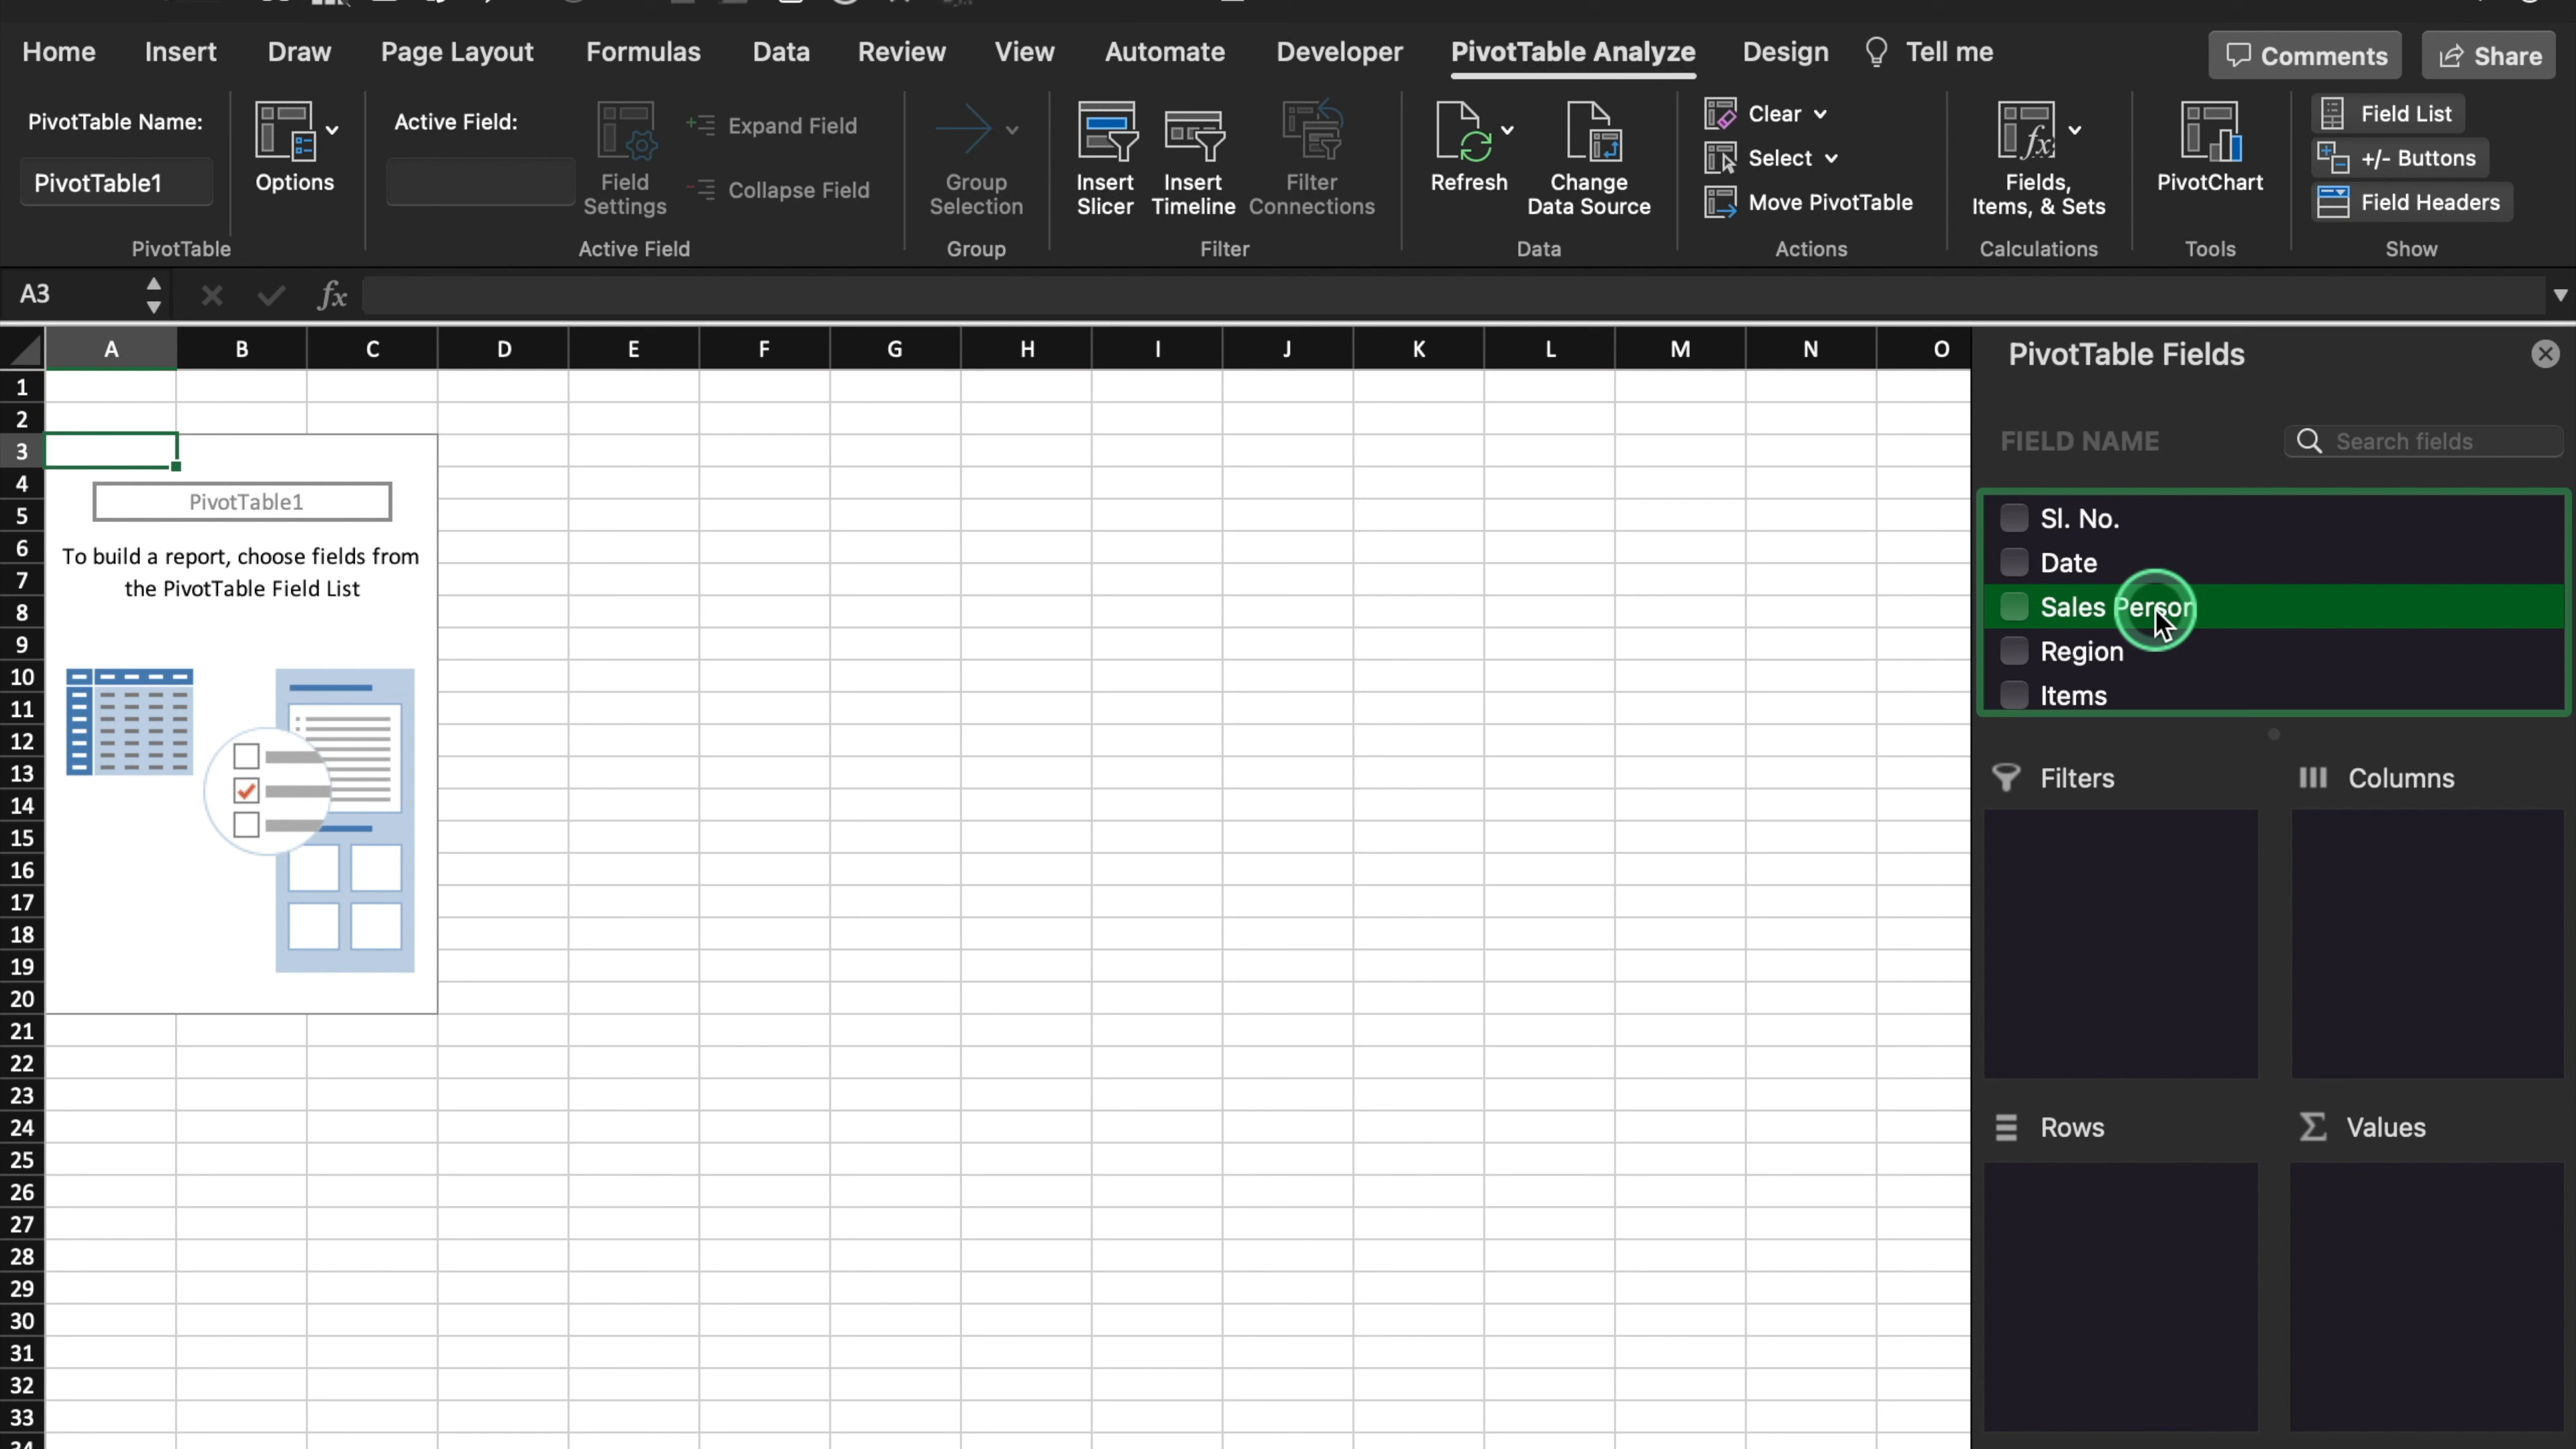 Home Insert Draw Page Layout Formulas Data Review View Automate Developer PivotTable Analyze Design Tell me Comments Share
PivotTable Name:
PivotTable1
Options
PivotTable
Active Field:
Field
Settings
Expand Field
Collapse Field
Active Field
Group
Selection
Group
Insert
Slicer
Insert
Timeline
Filter
Connections
Filter
Refresh
Change
Data Source
Data
Clear
Select
Move PivotTable
Actions
Fields,
Items, & Sets
Calculations
PivotChart
Tools
Field List
+/- Buttons
Field Headers
Show
A3 fx
A B C D E F G H I J K L M N O
1
2
3
4
5
6
7
8
9
10
11
12
13
14
15
16
17
18
19
20
21
22
23
24
25
26
27
28
29
30
31
32
33
34
PivotTable1
To build a report, choose fields from
the PivotTable Field List
PivotTable Fields
FIELD NAME Search fields
Sl. No.
Date
Sales Person
Region
Items
Filters
Columns
Rows
Values